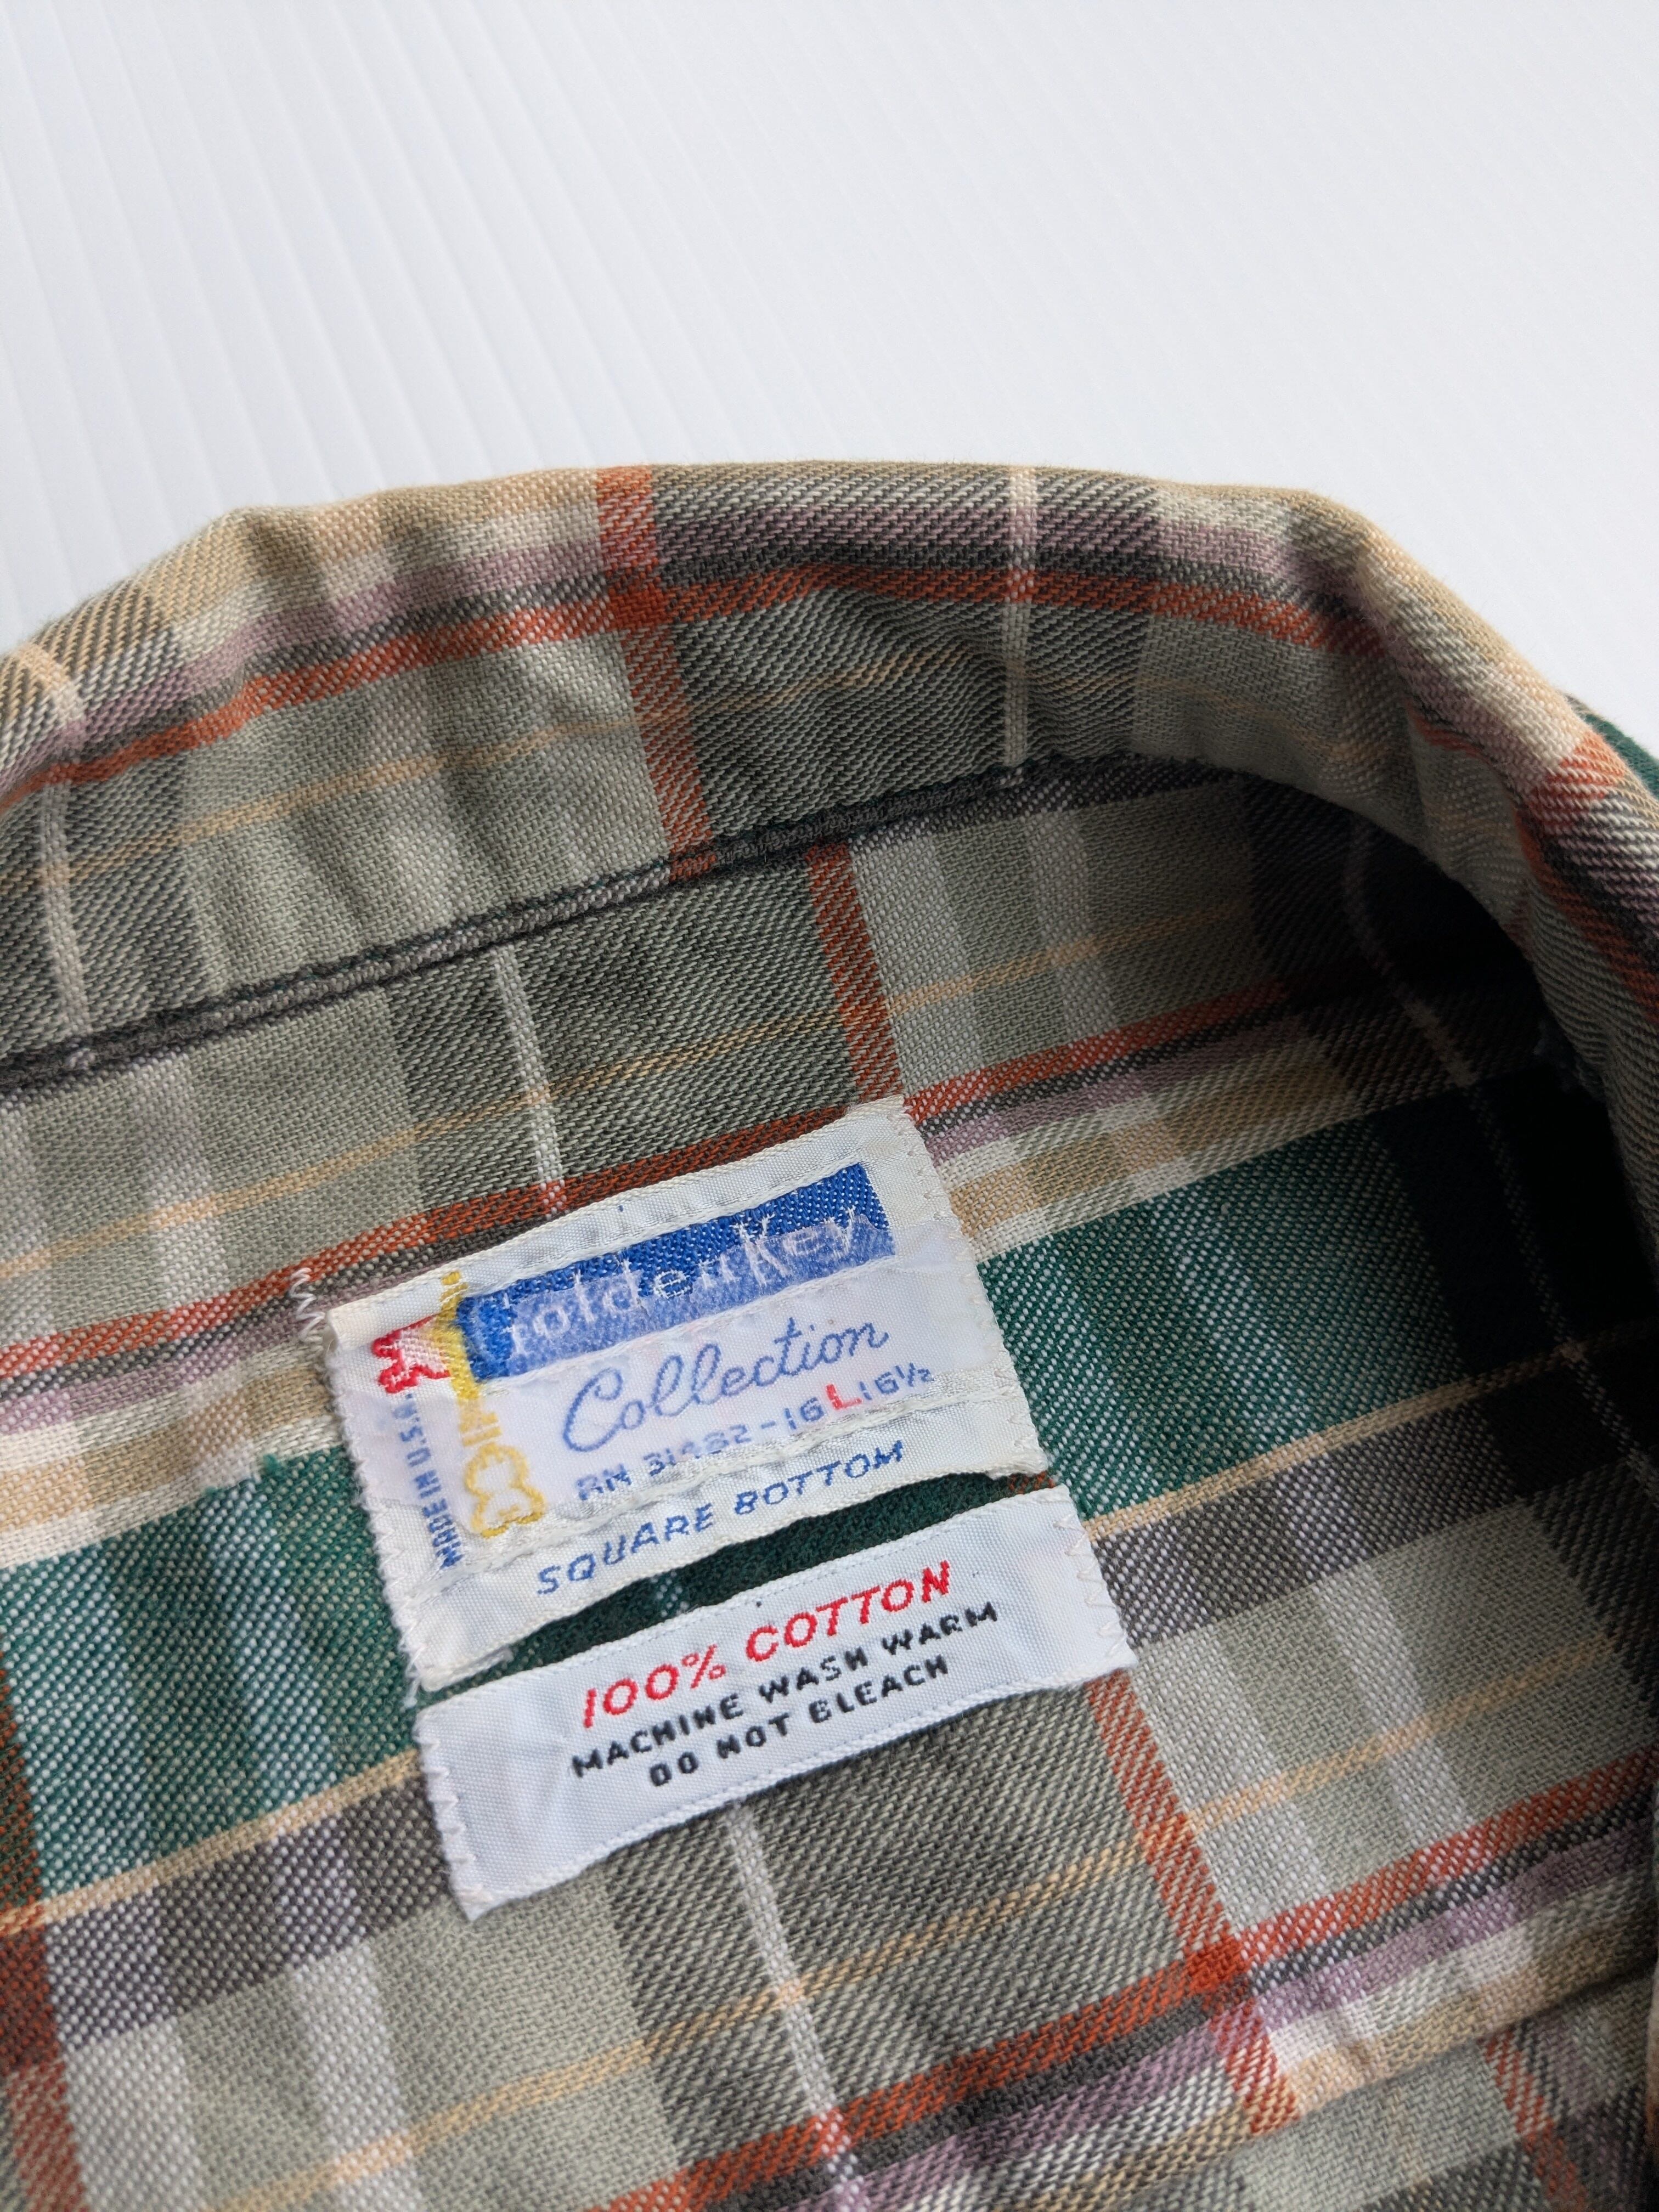 Golden Key
Collection
RN 31482-16 L 16½
SQUARE BOTTOM
MADE IN U.S.A.
100% COTTON
MACHINE WASH WARM
DO NOT BLEACH